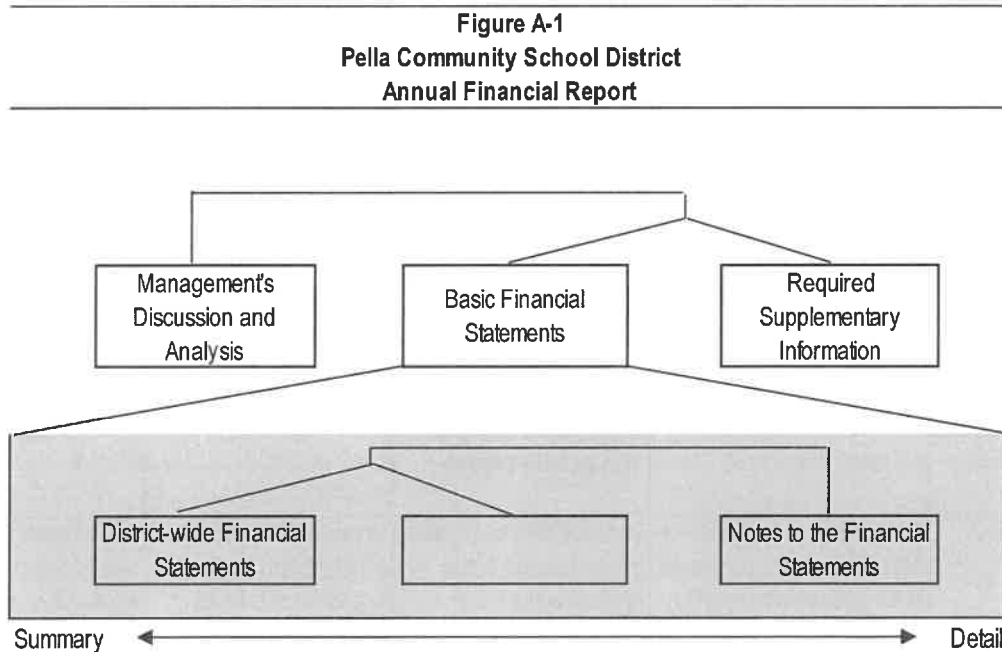 Figure A-1
Pella Community School District
Annual Financial Report
Management's
Discussion and
Analysis
Basic Financial
Statements
Required
Supplementary
Information
District-wide Financial
Statements
Notes to the Financial
Statements
Summary
Detail